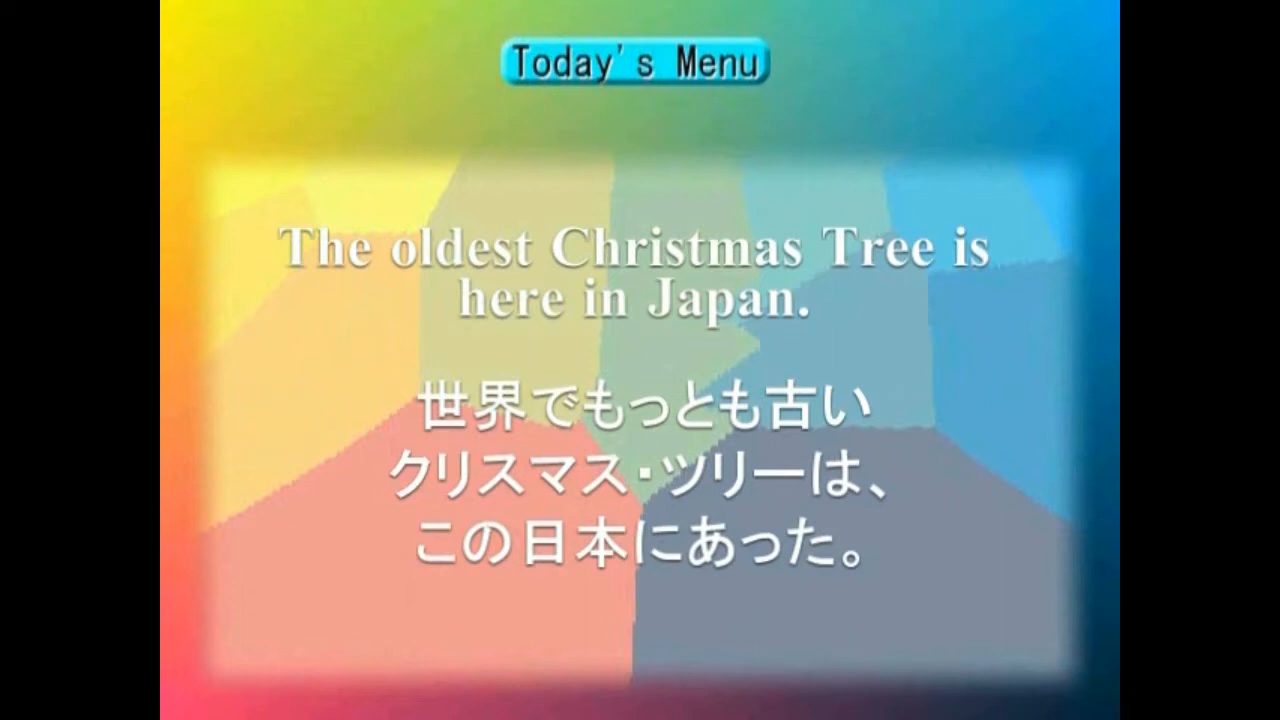 Today's Menu
The oldest Christmas Tree is
here in Japan.
世界でもっとも古い
クリスマス・ツリーは、
この日本にあった。